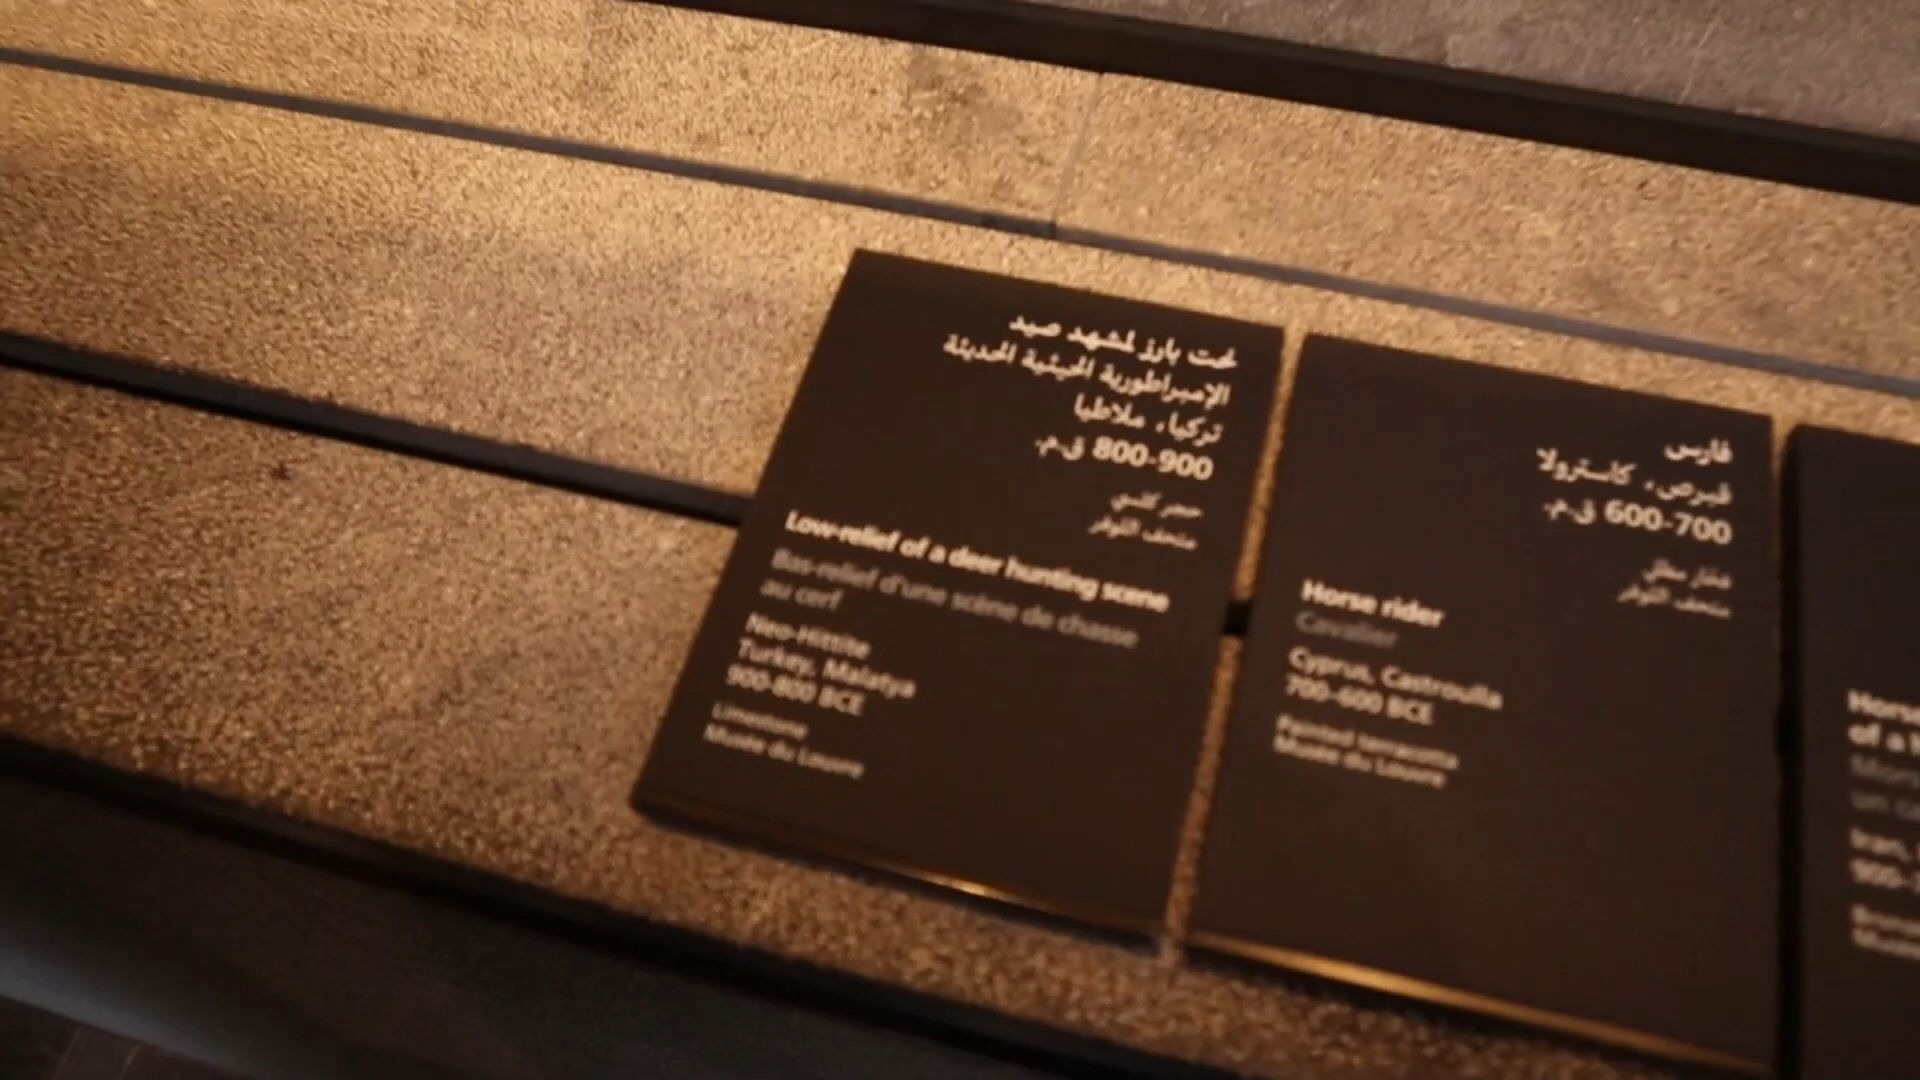 نحت بارز لمشهد صيد
الإمبراطورية الحيثية الحديثة
تركيا، ملاطيا
800-900 ق.م.
حجر كلسي
متحف اللوفر
Low-relief of a deer hunting scene
Bas-relief d'une scène de chasse
au cerf
Neo-Hittite
Turkey, Malatya
900-800 BCE
Limestone
Musée du Louvre
فارس
قبرص، كاسترولا
600-700 ق.م.
متحف اللوفر
Horse rider
Cavalier
Cyprus, Castroulla
700-600 BCE
Painted terracotta
Musée du Louvre
of a
Iran,